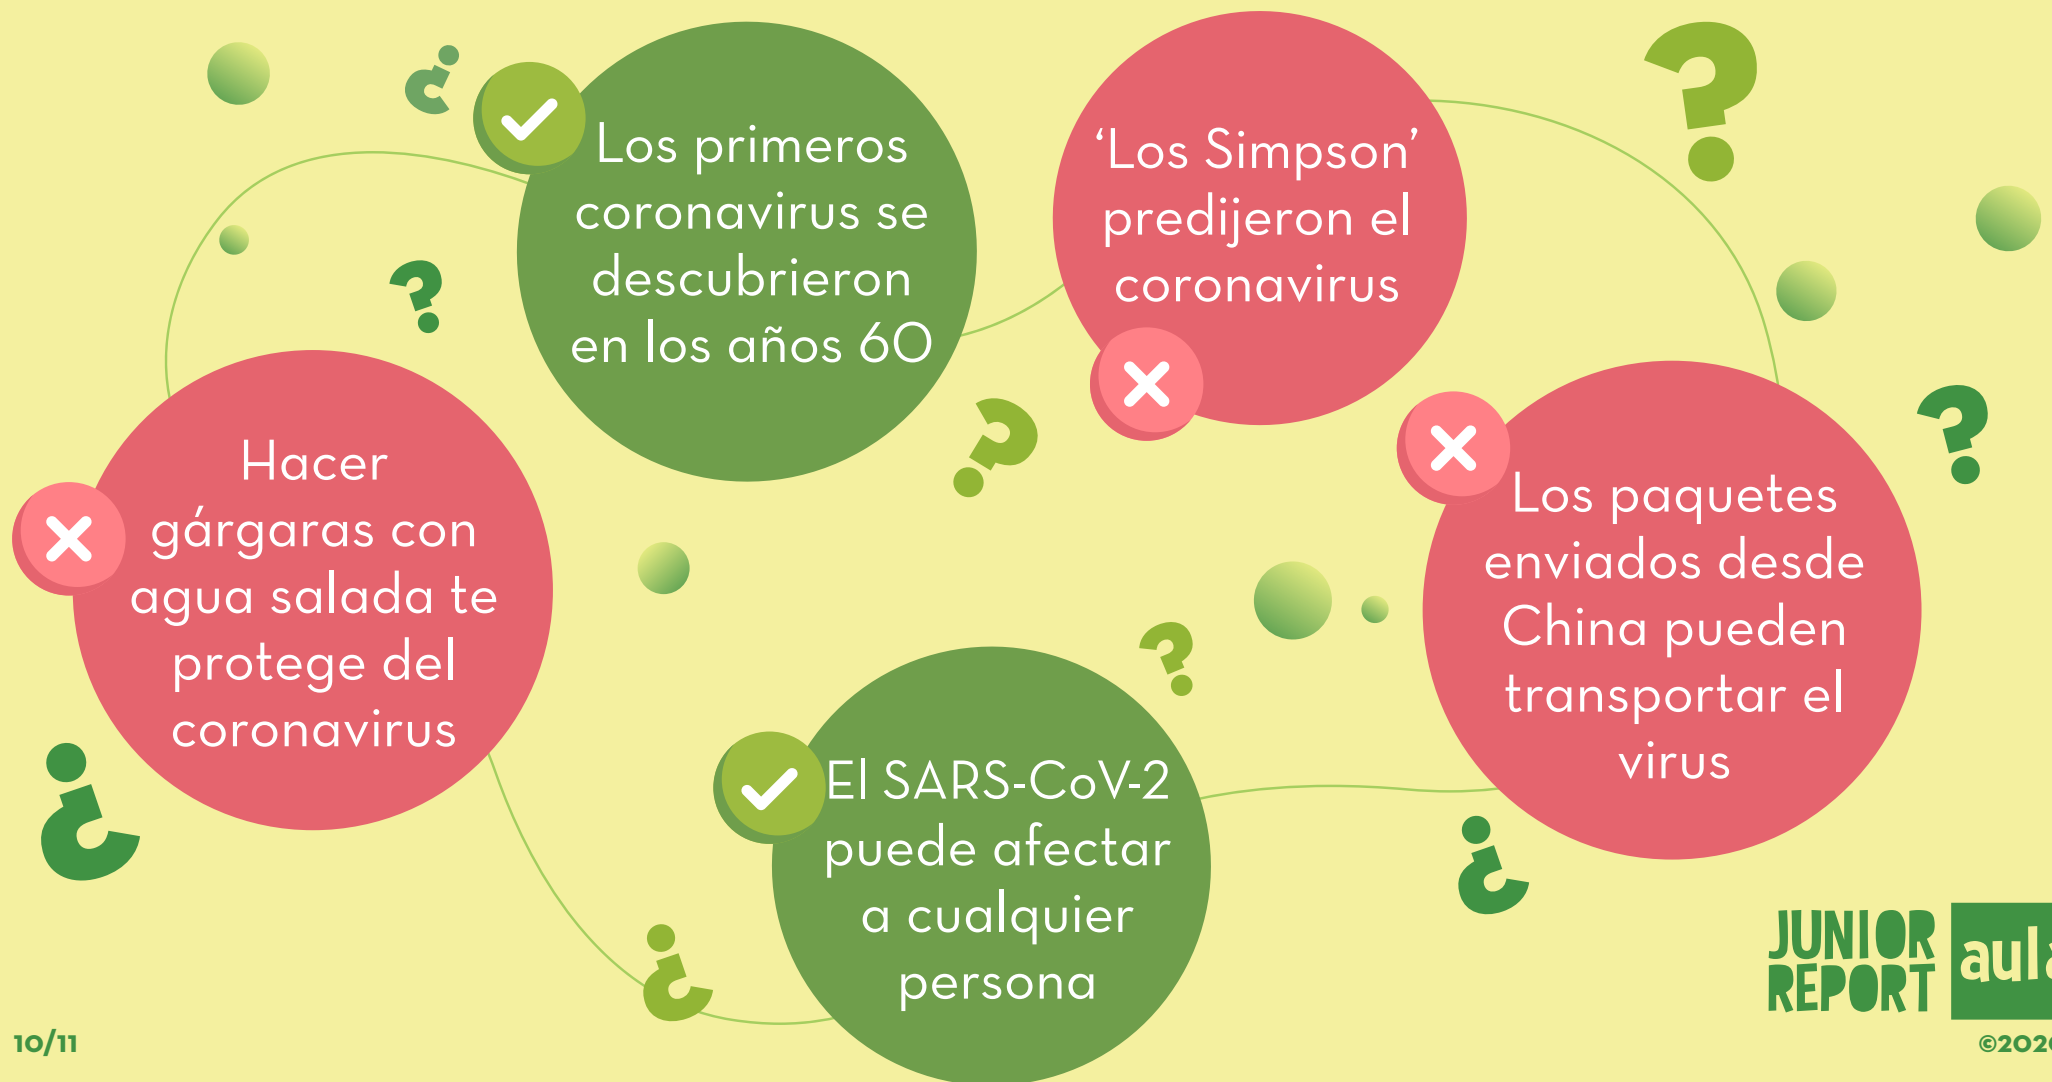 Los primeros
coronavirus se
descubrieron
en los años 60
‘Los Simpson’
predijeron el
coronavirus
Hacer
gárgaras con
agua salada te
protege del
coronavirus
Los paquetes
enviados desde
China pueden
transportar el
virus
El SARS-CoV-2
puede afectar
a cualquier
persona
JUNIOR
REPORT
aula
10/11
©2020